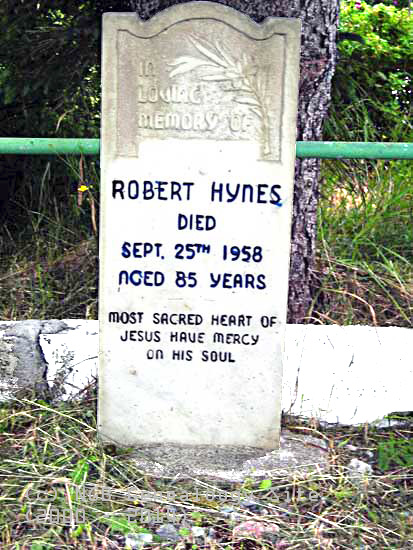 IN
LOVING
MEMORY OF
ROBERT HYNES
DIED
SEPT. 25TH 1958
AGED 85 YEARS
MOST SACRED HEART OF
JESUS HAVE MERCY
ON HIS SOUL